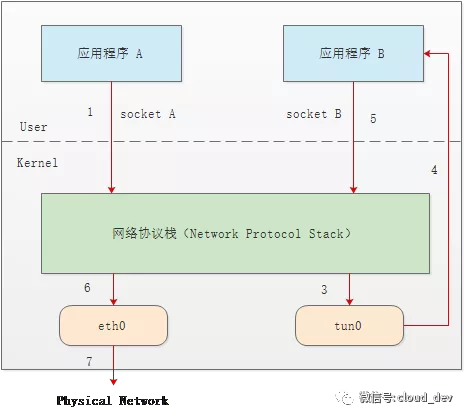 应用程序 A
应用程序 B
1
socket A
socket B
5
User
Kernel
4
网络协议栈（Network Protocol Stack）
6
3
eth0
tun0
7
Physical Network
微信号:cloud_dev